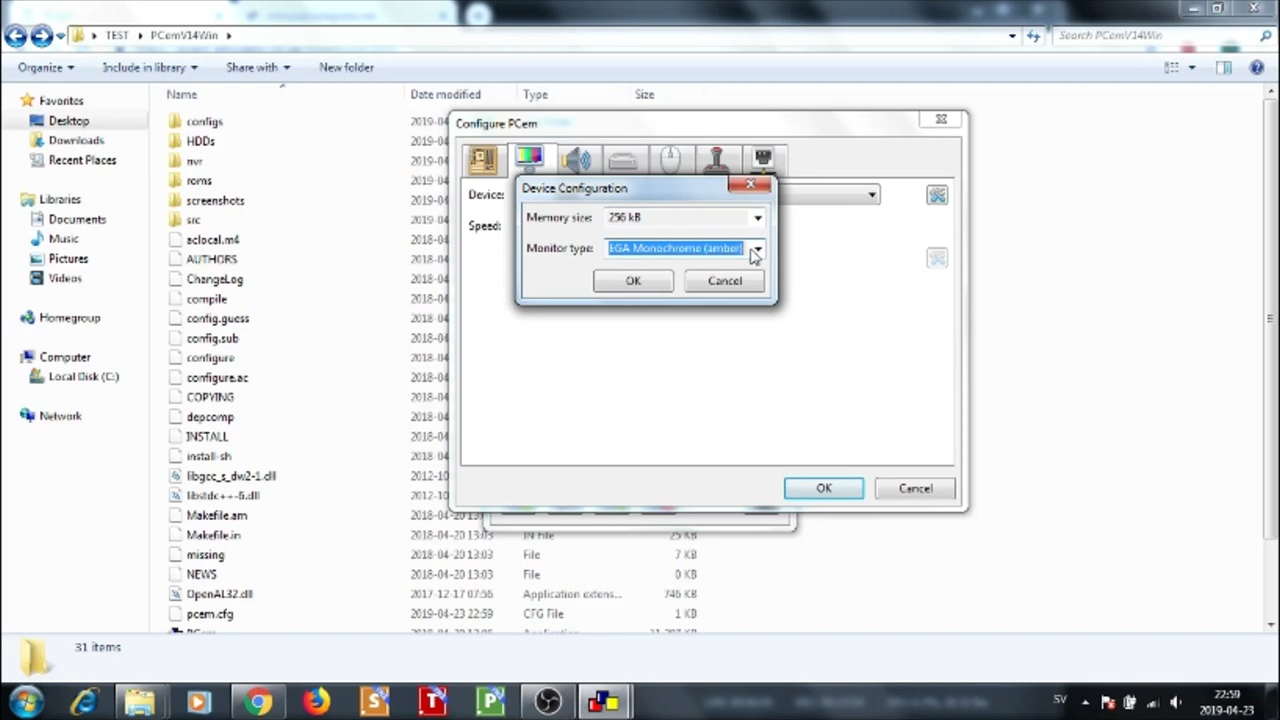 TEST
PCemV14Win
Search PCemV14Win
Organize
Include in library
Share with
New folder
Name
Date modified
Type
Size
Favorites
Desktop
Downloads
Recent Places
Libraries
Documents
Music
Pictures
Videos
Homegroup
Computer
Local Disk (C:)
Network
configs
2019-04
HDDs
2019-04
nvr
2019-04
roms
2019-04
screenshots
2019-04
src
2019-04
aclocal.m4
2018-04
AUTHORS
2018-04
ChangeLog
2018-04
compile
2018-04
config.guess
2018-04
config.sub
2018-04
configure
2018-04
configure.ac
2018-04
COPYING
2018-04
depcomp
2018-04
INSTALL
2018-04
install-sh
2018-04
libgcc_s_dw2-1.dll
2012-10
libstdc++-6.dll
2012-10
Makefile.am
2018-04-20 13:0
Makefile.in
2018-04-20 13:03
IN File
25 KB
missing
2018-04-20 13:03
File
7 KB
NEWS
2018-04-20 13:03
File
0 KB
OpenAL32.dll
2017-12-17 07:56
Application extens...
746 KB
pcem.cfg
2019-04-23 22:59
CFG File
1 KB
Configure PCem
Device:
Speed:
Device Configuration
Memory size:
256 kB
Monitor type:
EGA Monochrome (amber)
OK
Cancel
OK
Cancel
31 items
SV
22:59
2019-04-23